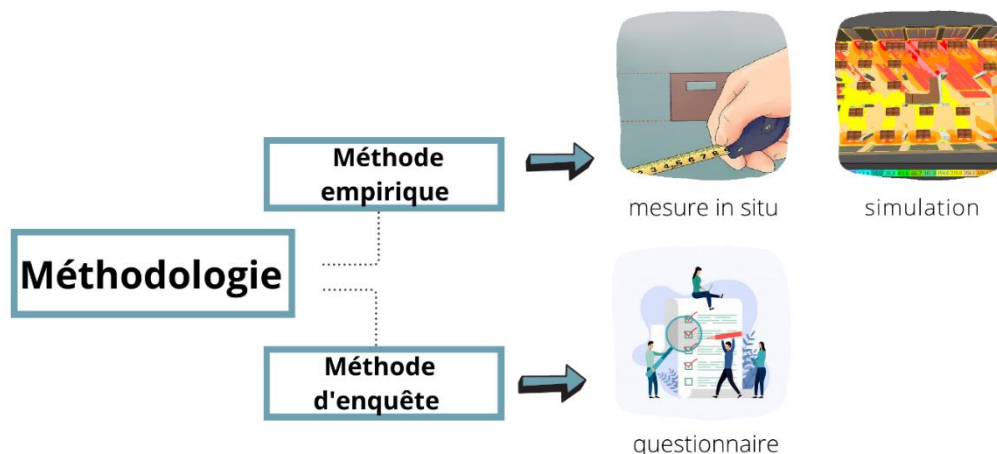 Méthodologie
Méthode
empirique
mesure in situ
simulation
Méthode
d'enquête
questionnaire